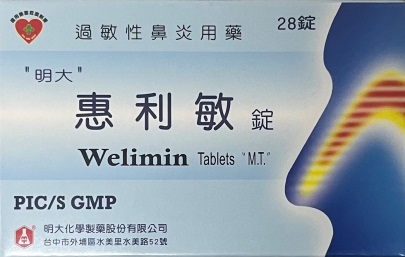 過敏性鼻炎用藥
28錠
"明大"
惠利敏錠
Welimin Tablets "M.T."
PIC/S GMP
明大化學製藥股份有限公司
台中市外埔區水美里水美路52號